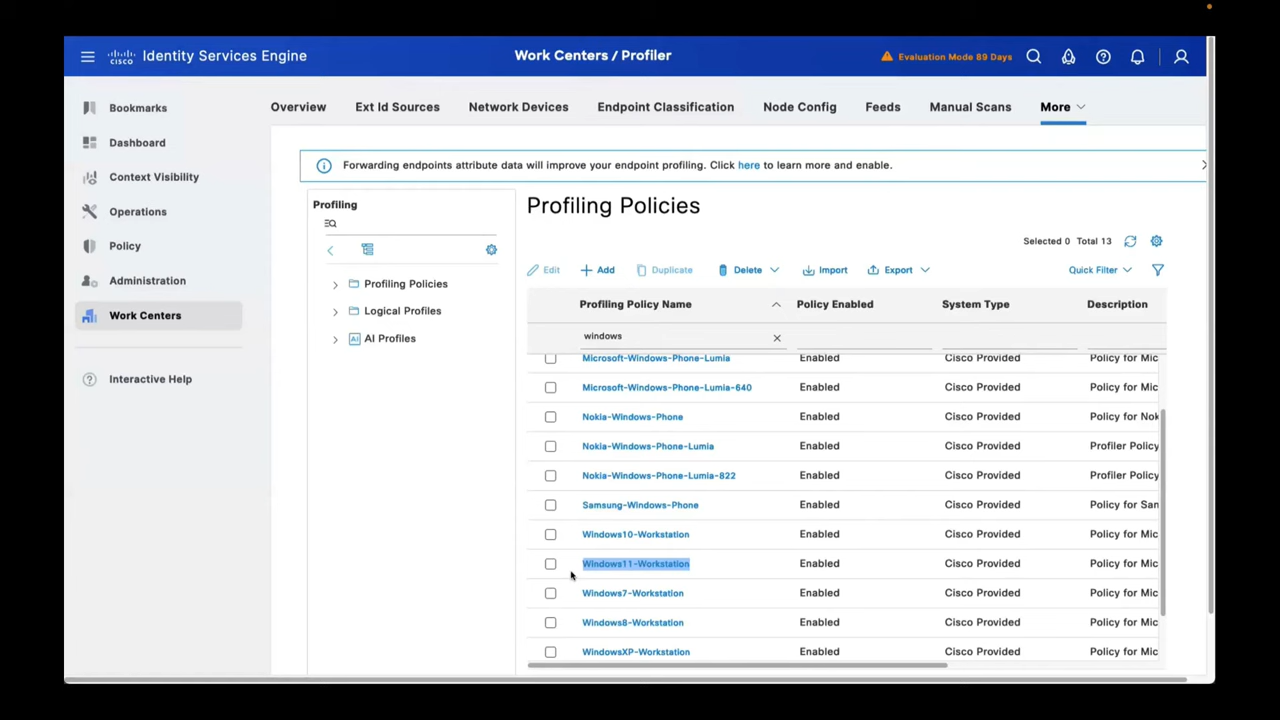 cisco Identity Services Engine
Work Centers / Profiler
Evaluation Mode 89 Days
Bookmarks
Dashboard
Context Visibility
Operations
Policy
Administration
Work Centers
Interactive Help
Overview Ext Id Sources Network Devices Endpoint Classification Node Config Feeds Manual Scans More
Forwarding endpoints attribute data will improve your endpoint profiling. Click here to learn more and enable.
Profiling
Profiling Policies
Logical Profiles
AI AI Profiles
Profiling Policies
Selected 0 Total 13
Edit Add Duplicate Delete Import Export Quick Filter
Profiling Policy Name Policy Enabled System Type Description
windows
Microsoft-Windows-Phone-Lumia Enabled Cisco Provided Policy for Mic
Microsoft-Windows-Phone-Lumia-640 Enabled Cisco Provided Policy for Mic
Nokia-Windows-Phone Enabled Cisco Provided Policy for Nok
Nokia-Windows-Phone-Lumia Enabled Cisco Provided Profiler Policy
Nokia-Windows-Phone-Lumia-822 Enabled Cisco Provided Profiler Policy
Samsung-Windows-Phone Enabled Cisco Provided Policy for San
Windows10-Workstation Enabled Cisco Provided Policy for Mic
Windows11-Workstation Enabled Cisco Provided Policy for Mic
Windows7-Workstation Enabled Cisco Provided Policy for Mic
Windows8-Workstation Enabled Cisco Provided Policy for Mic
WindowsXP-Workstation Enabled Cisco Provided Policy for Mic